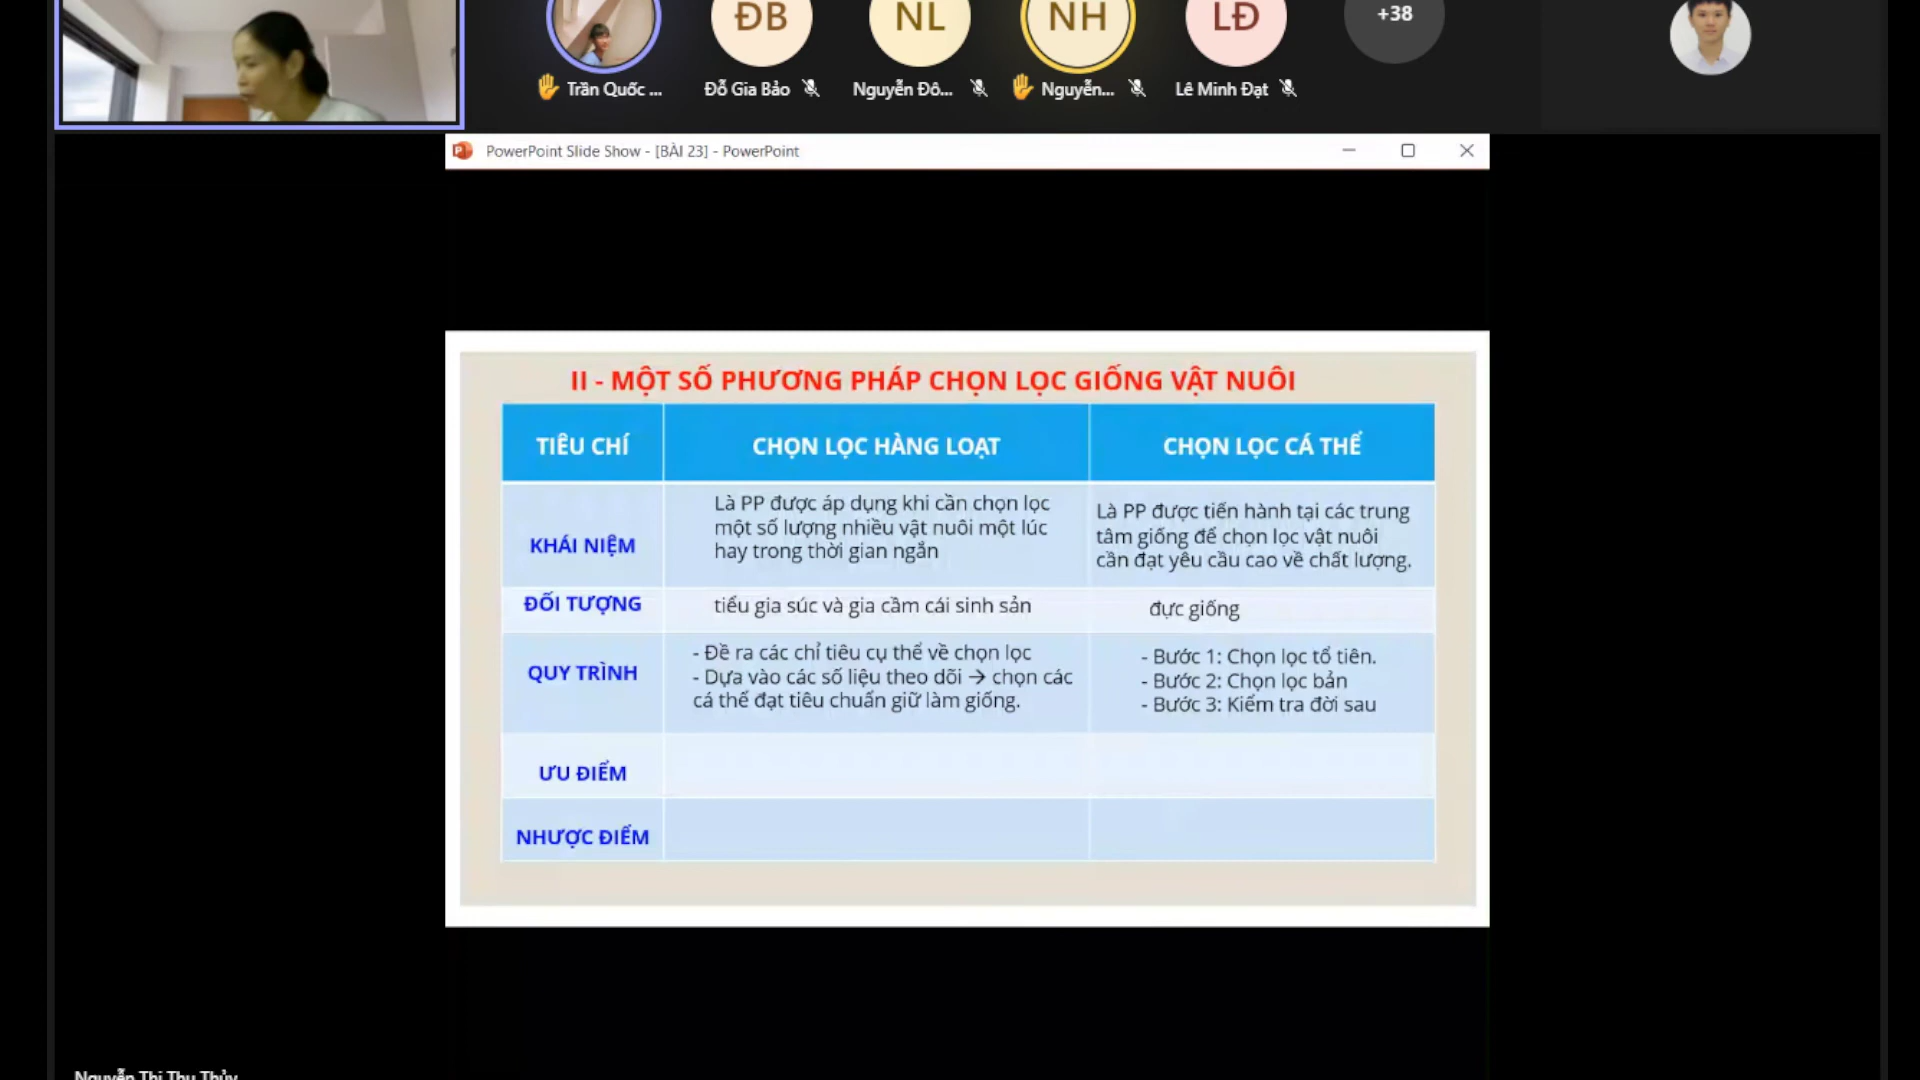 ĐB
NL
NH
LĐ
+38
Trần Quốc ...
Đỗ Gia Bảo
Nguyễn Đô...
Nguyễn...
Lê Minh Đạt
PowerPoint Slide Show - [BÀI 23] - PowerPoint
II - MỘT SỐ PHƯƠNG PHÁP CHỌN LỌC GIỐNG VẬT NUÔI
TIÊU CHÍ
CHỌN LỌC HÀNG LOẠT
CHỌN LỌC CÁ THỂ
KHÁI NIỆM
Là PP được áp dụng khi cần chọn lọc
một số lượng nhiều vật nuôi một lúc
hay trong thời gian ngắn
Là PP được tiến hành tại các trung
tâm giống để chọn lọc vật nuôi
cần đạt yêu cầu cao về chất lượng.
ĐỐI TƯỢNG
tiểu gia súc và gia cầm cái sinh sản
đực giống
QUY TRÌNH
- Đề ra các chỉ tiêu cụ thể về chọn lọc
- Dựa vào các số liệu theo dõi → chọn các
cá thể đạt tiêu chuẩn giữ làm giống.
- Bước 1: Chọn lọc tổ tiên.
- Bước 2: Chọn lọc bản
- Bước 3: Kiểm tra đời sau
ƯU ĐIỂM
NHƯỢC ĐIỂM
Nguyễn Thị Thu Thủy